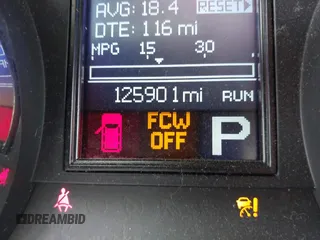 AVG: 18.4 RESET
DTE: 116 mi
MPG 15 30
125901 mi RUN
FCW
OFF
P
DREAMBID